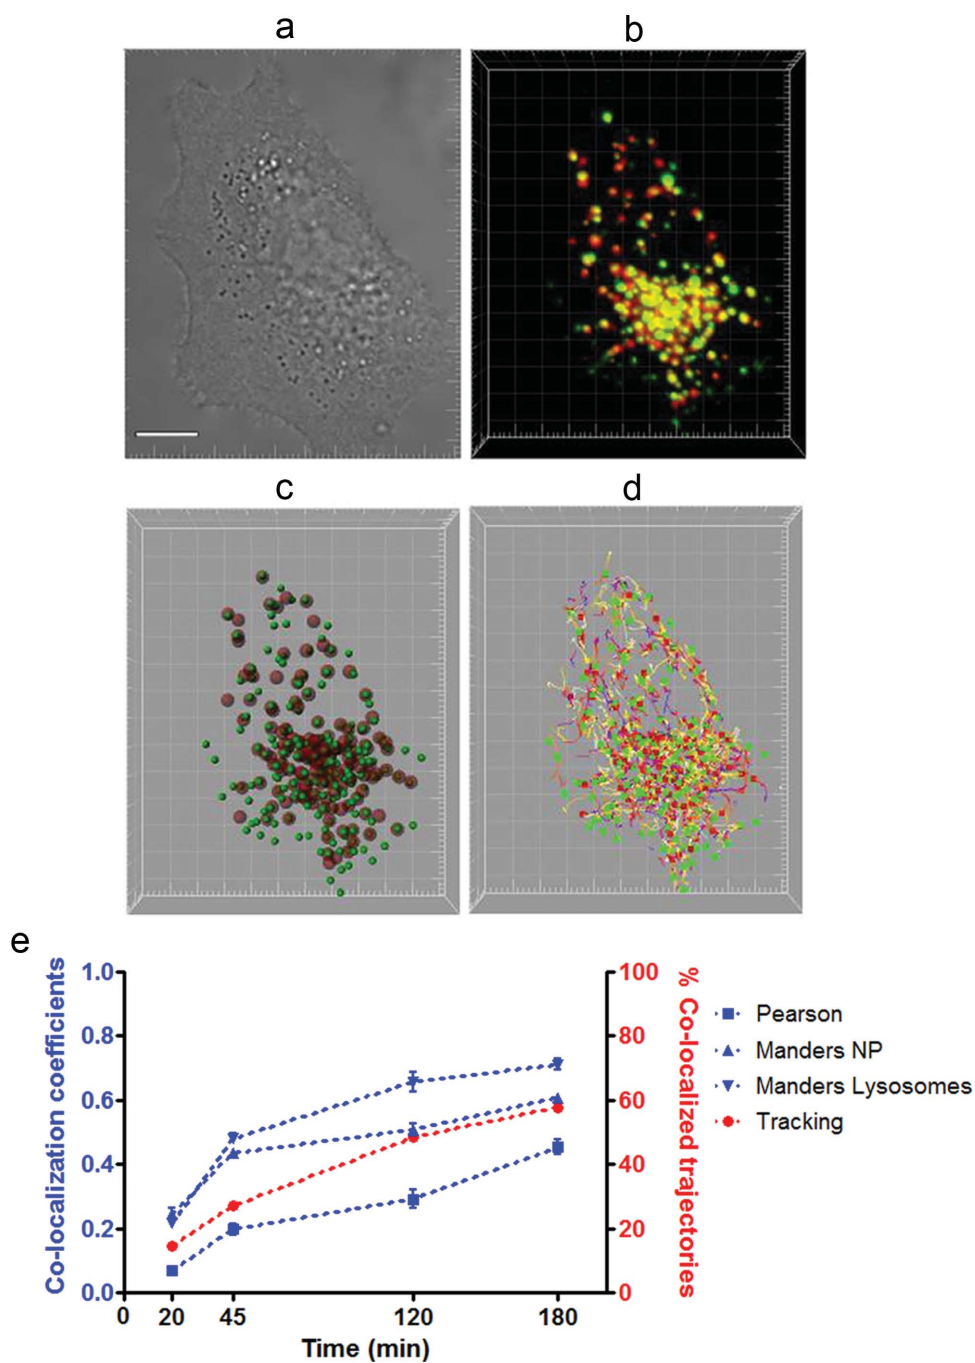 a
b
c
d
e
Co-localization coefficients
1.0
0.8
0.6
0.4
0.2
0.0
100
80
60
40
20
0
% Co-localized trajectories
0
20
45
120
180
Time (min)
Pearson
Manders NP
Manders Lysosomes
Tracking